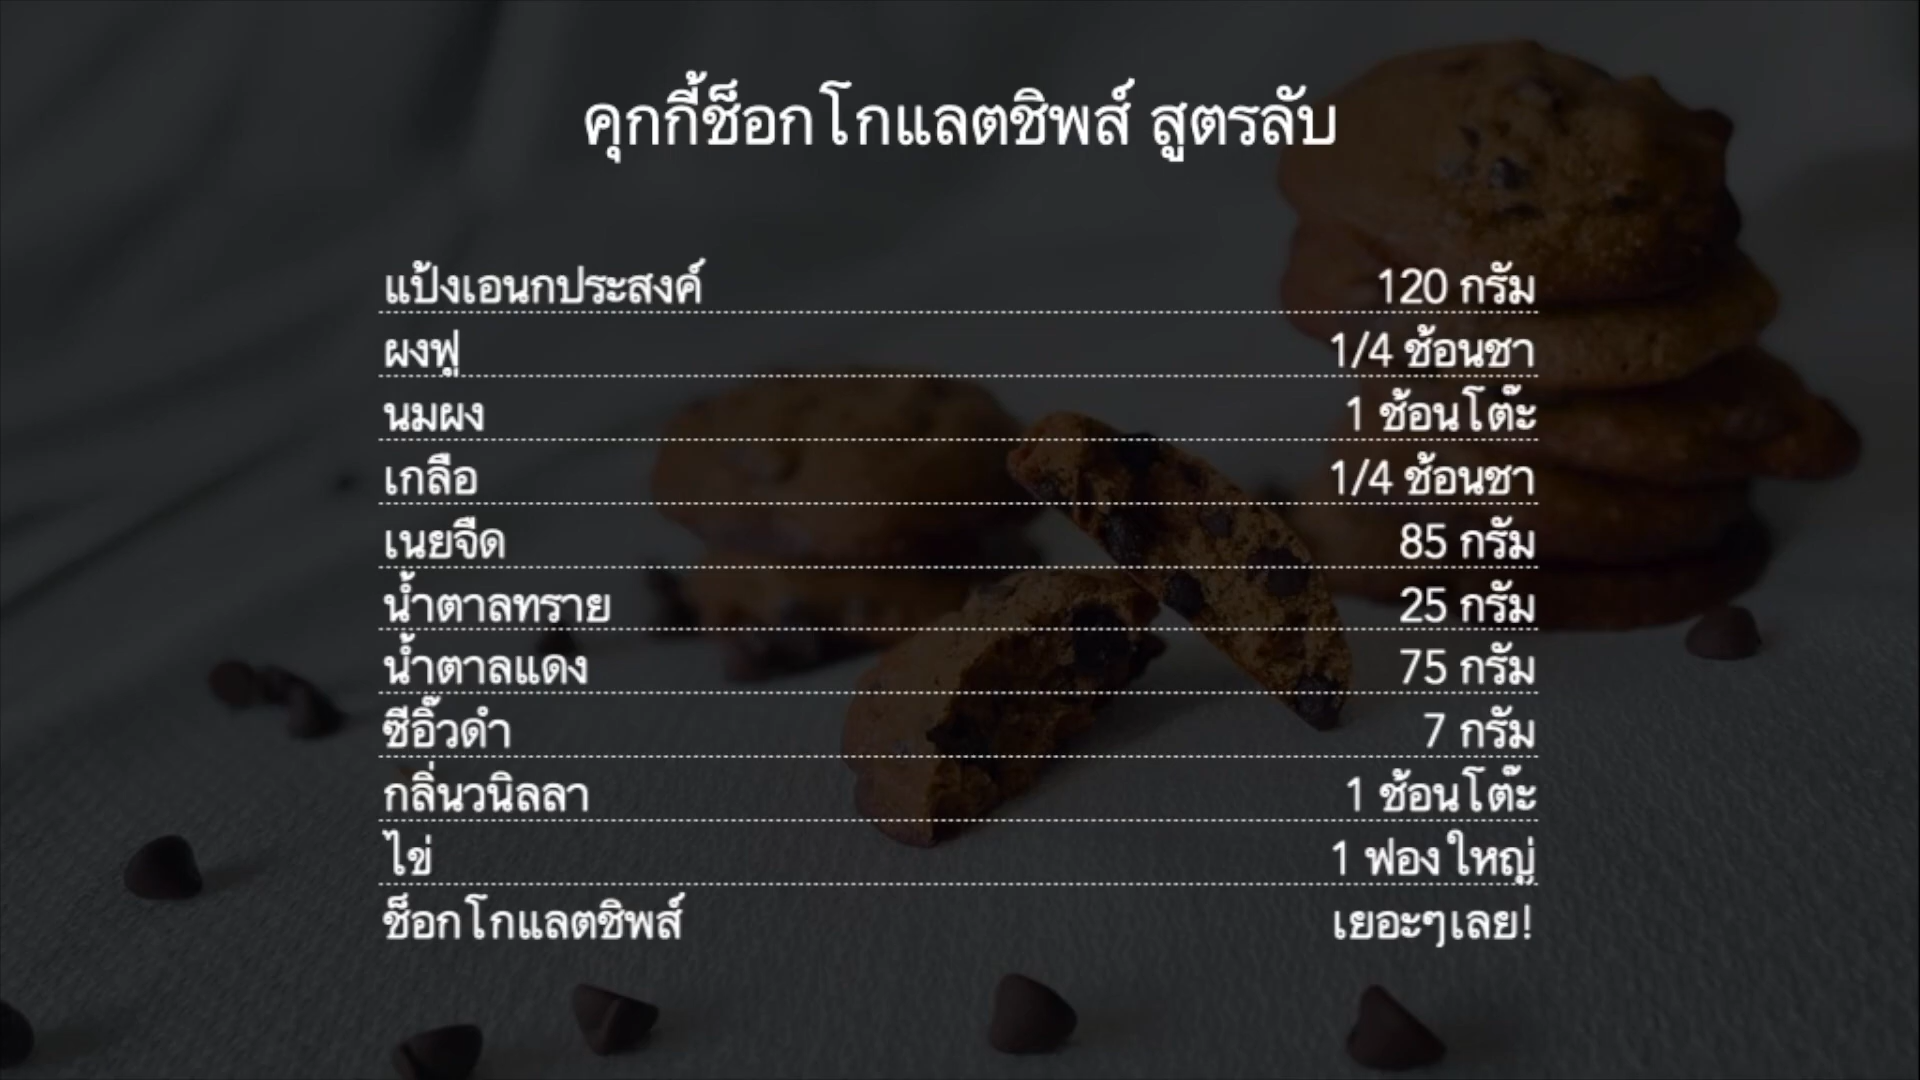 คุกกี้ช็อกโกแลตชิพส์ สูตรลับ
แป้งเอนกประสงค์ 120 กรัม
ผงฟู 1/4 ช้อนชา
นมผง 1 ช้อนโต๊ะ
เกลือ 1/4 ช้อนชา
เนยจืด 85 กรัม
น้ำตาลทราย 25 กรัม
น้ำตาลแดง 75 กรัม
ซีอิ๊วดำ 7 กรัม
กลิ่นวนิลลา 1 ช้อนโต๊ะ
ไข่ 1 ฟองใหญ่
ช็อกโกแลตชิพส์ เยอะๆเลย!